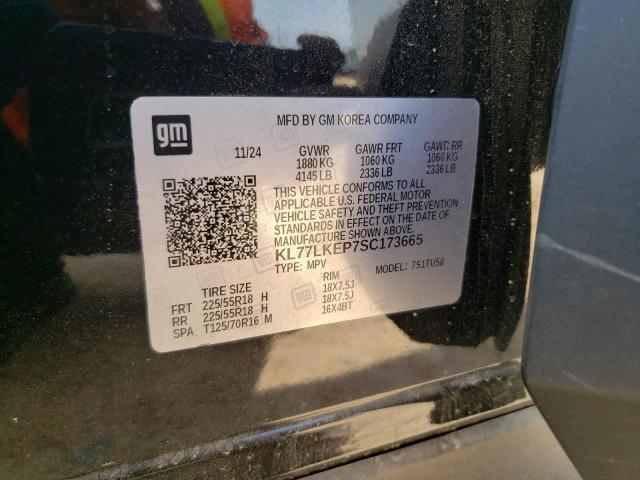 MFD BY GM KOREA COMPANY
gm
11/24 GVWR GAWR FRT GAWR RR
1880 KG 1060 KG 1060 KG
4145 LB 2336 LB 2336 LB
THIS VEHICLE CONFORMS TO ALL
APPLICABLE U.S. FEDERAL MOTOR
VEHICLE SAFETY AND THEFT PREVENTION
STANDARDS IN EFFECT ON THE DATE OF
MANUFACTURE SHOWN ABOVE.
KL77LKEP7SC173665
TYPE: MPV MODEL: 7S1TU58
TIRE SIZE RIM
FRT 225/55R18 H 18X7.5J
RR 225/55R18 H 18X7.5J
SPA T125/70R16 M 16X4BT